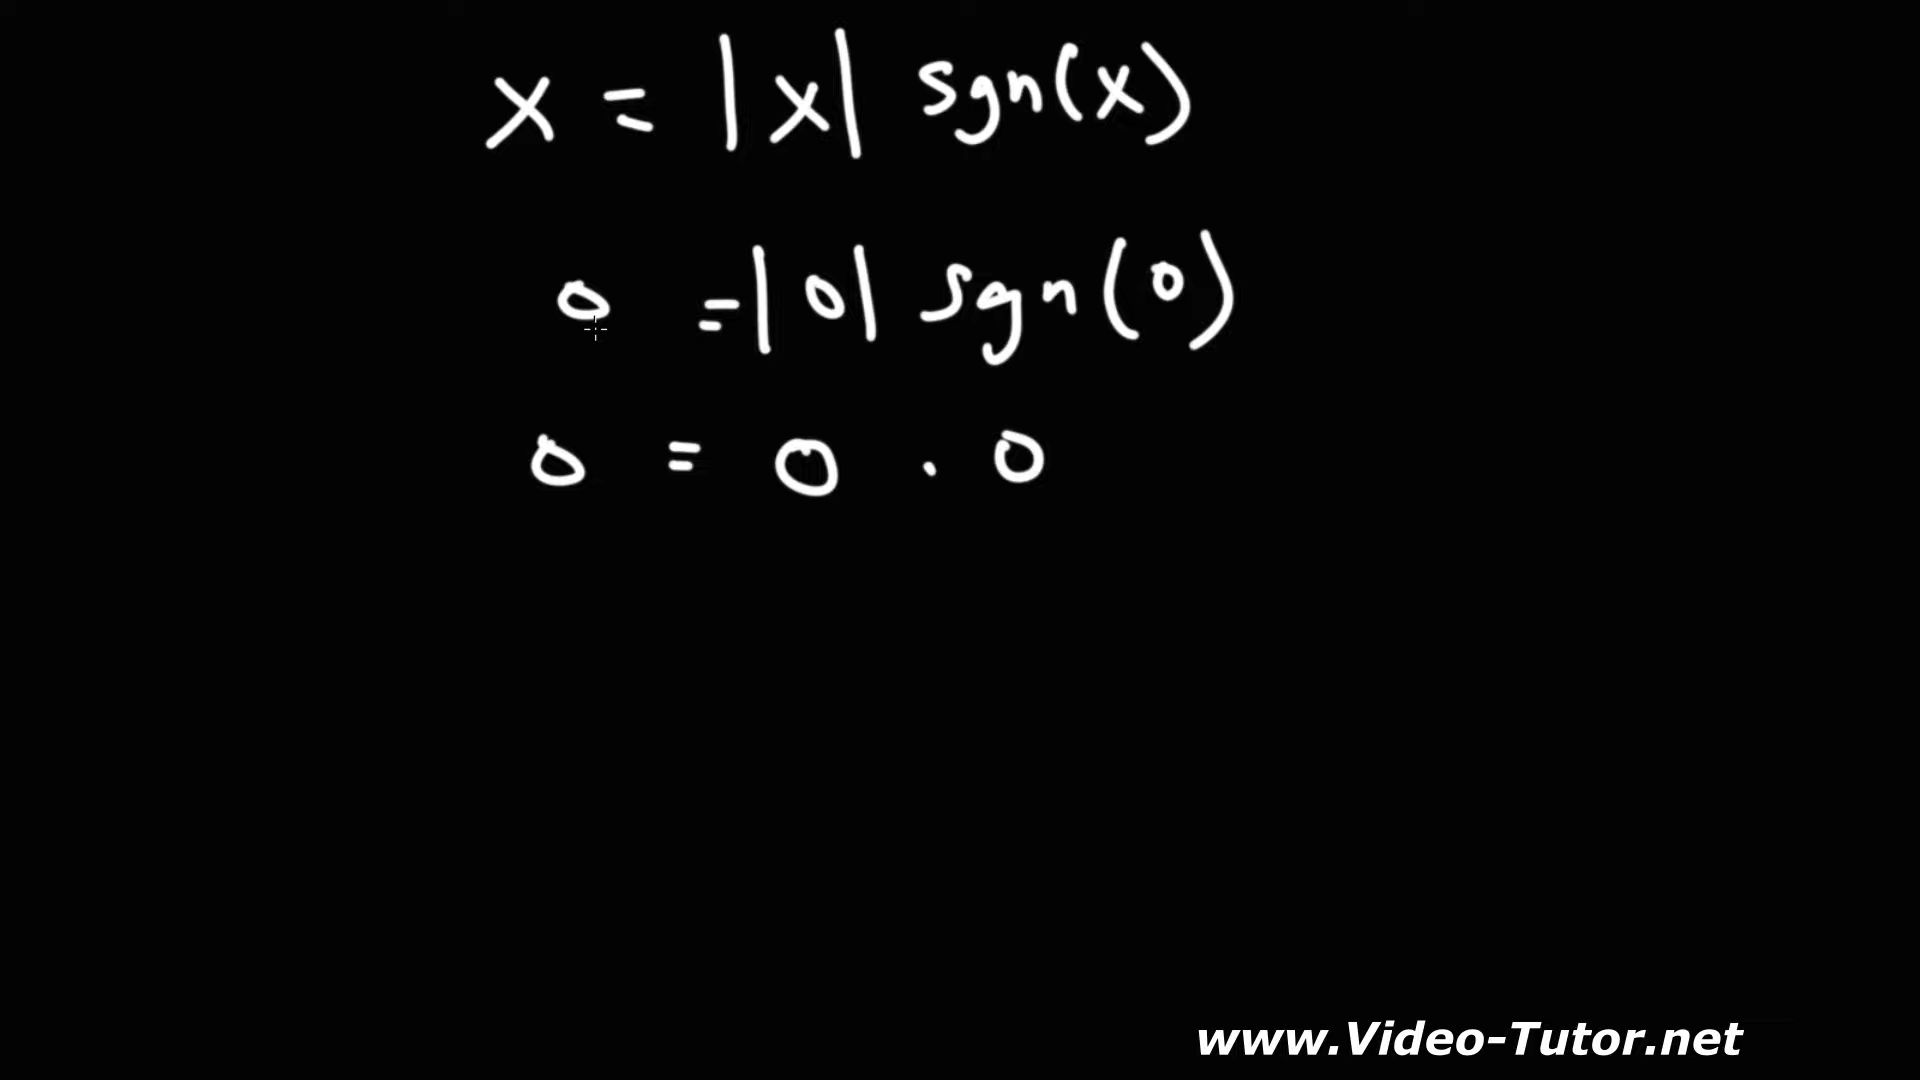 x = |x| sgn(x)
0 = |0| sgn(0)
0 = 0 . 0
www.Video-Tutor.net